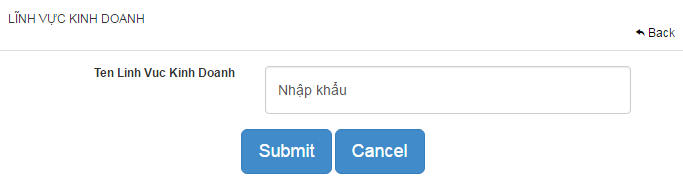 LĨNH VỰC KINH DOANH
Back
Ten Linh Vuc Kinh Doanh
Nhập khẩu
Submit Cancel